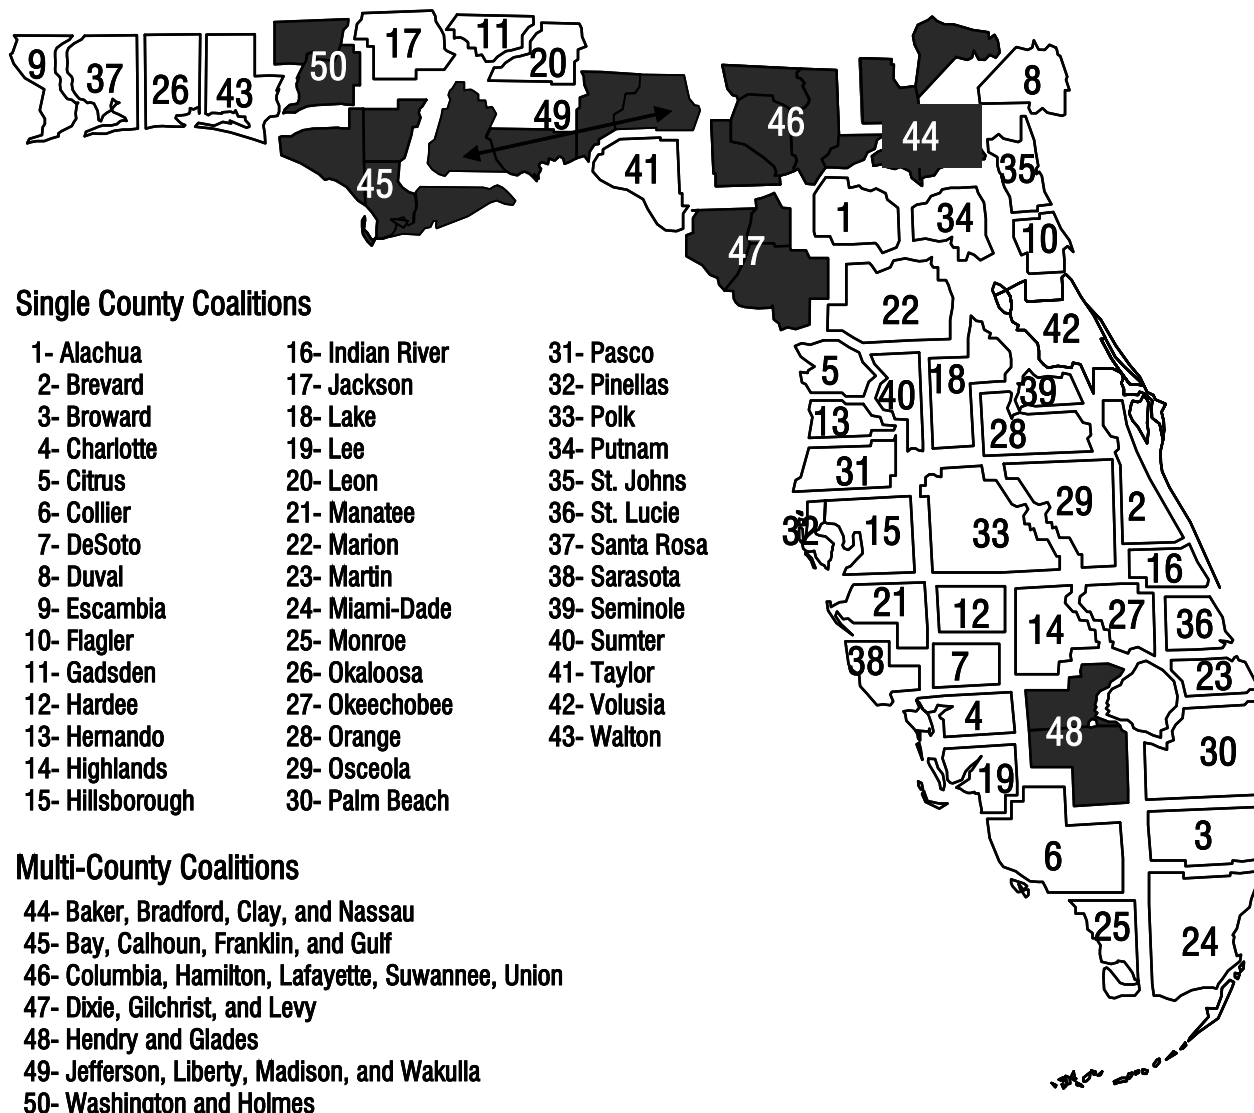 9
37
26
43
50
17
11
20
49
45
41
46
44
8
35
1
34
10
47
22
42
5
40
18
39
13
28
31
29
2
32
15
33
16
21
12
14
27
36
38
7
23
4
48
30
19
3
6
25
24
Single County Coalitions
1- Alachua
2- Brevard
3- Broward
4- Charlotte
5- Citrus
6- Collier
7- DeSoto
8- Duval
9- Escambia
10- Flagler
11- Gadsden
12- Hardee
13- Hernando
14- Highlands
15- Hillsborough
16- Indian River
17- Jackson
18- Lake
19- Lee
20- Leon
21- Manatee
22- Marion
23- Martin
24- Miami-Dade
25- Monroe
26- Okaloosa
27- Okeechobee
28- Orange
29- Osceola
30- Palm Beach
31- Pasco
32- Pinellas
33- Polk
34- Putnam
35- St. Johns
36- St. Lucie
37- Santa Rosa
38- Sarasota
39- Seminole
40- Sumter
41- Taylor
42- Volusia
43- Walton
Multi-County Coalitions
44- Baker, Bradford, Clay, and Nassau
45- Bay, Calhoun, Franklin, and Gulf
46- Columbia, Hamilton, Lafayette, Suwannee, Union
47- Dixie, Gilchrist, and Levy
48- Hendry and Glades
49- Jefferson, Liberty, Madison, and Wakulla
50- Washington and Holmes